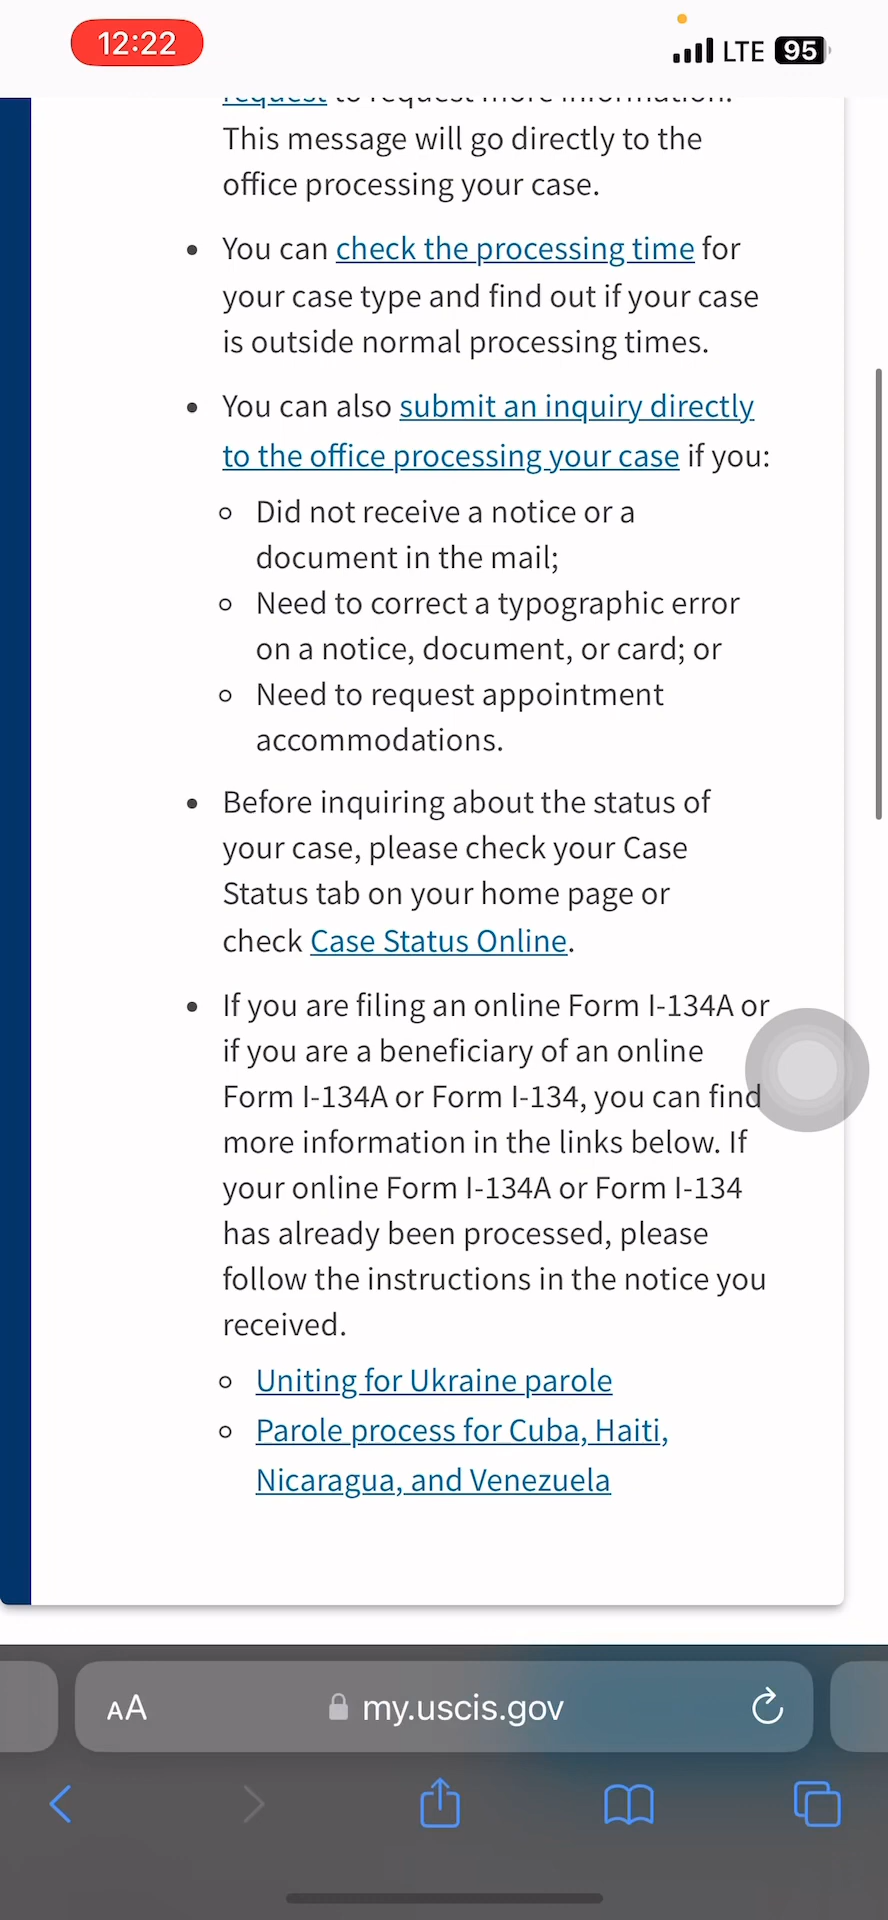 12:22
LTE 95
request to request more information.
This message will go directly to the
office processing your case.
• You can check the processing time for
your case type and find out if your case
is outside normal processing times.
• You can also submit an inquiry directly
to the office processing your case if you:
Did not receive a notice or a
document in the mail;
Need to correct a typographic error
on a notice, document, or card; or
Need to request appointment
accommodations.
• Before inquiring about the status of
your case, please check your Case
Status tab on your home page or
check Case Status Online.
• If you are filing an online Form I-134A or
if you are a beneficiary of an online
Form I-134A or Form I-134, you can find
more information in the links below. If
your online Form I-134A or Form I-134
has already been processed, please
follow the instructions in the notice you
received.
Uniting for Ukraine parole
Parole process for Cuba, Haiti,
Nicaragua, and Venezuela
AA my.uscis.gov